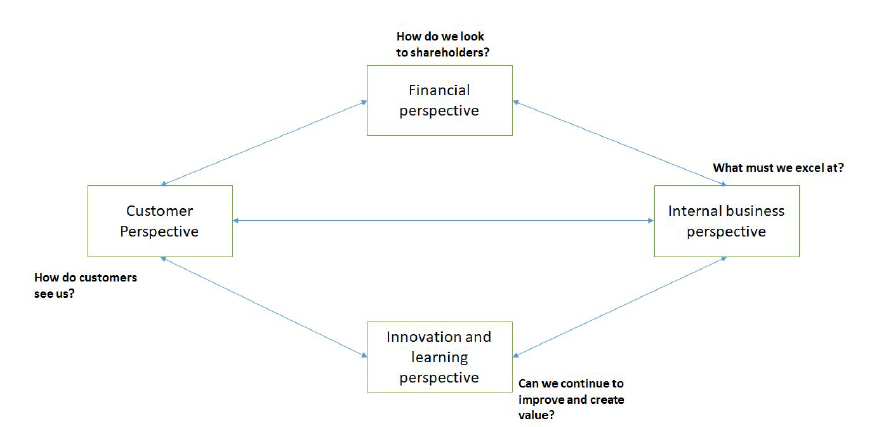 How do we look
to shareholders?
Financial
perspective
What must we excel at?
Customer
Perspective
Internal business
perspective
How do customers
see us?
Innovation and
learning
perspective
Can we continue to
improve and create
value?